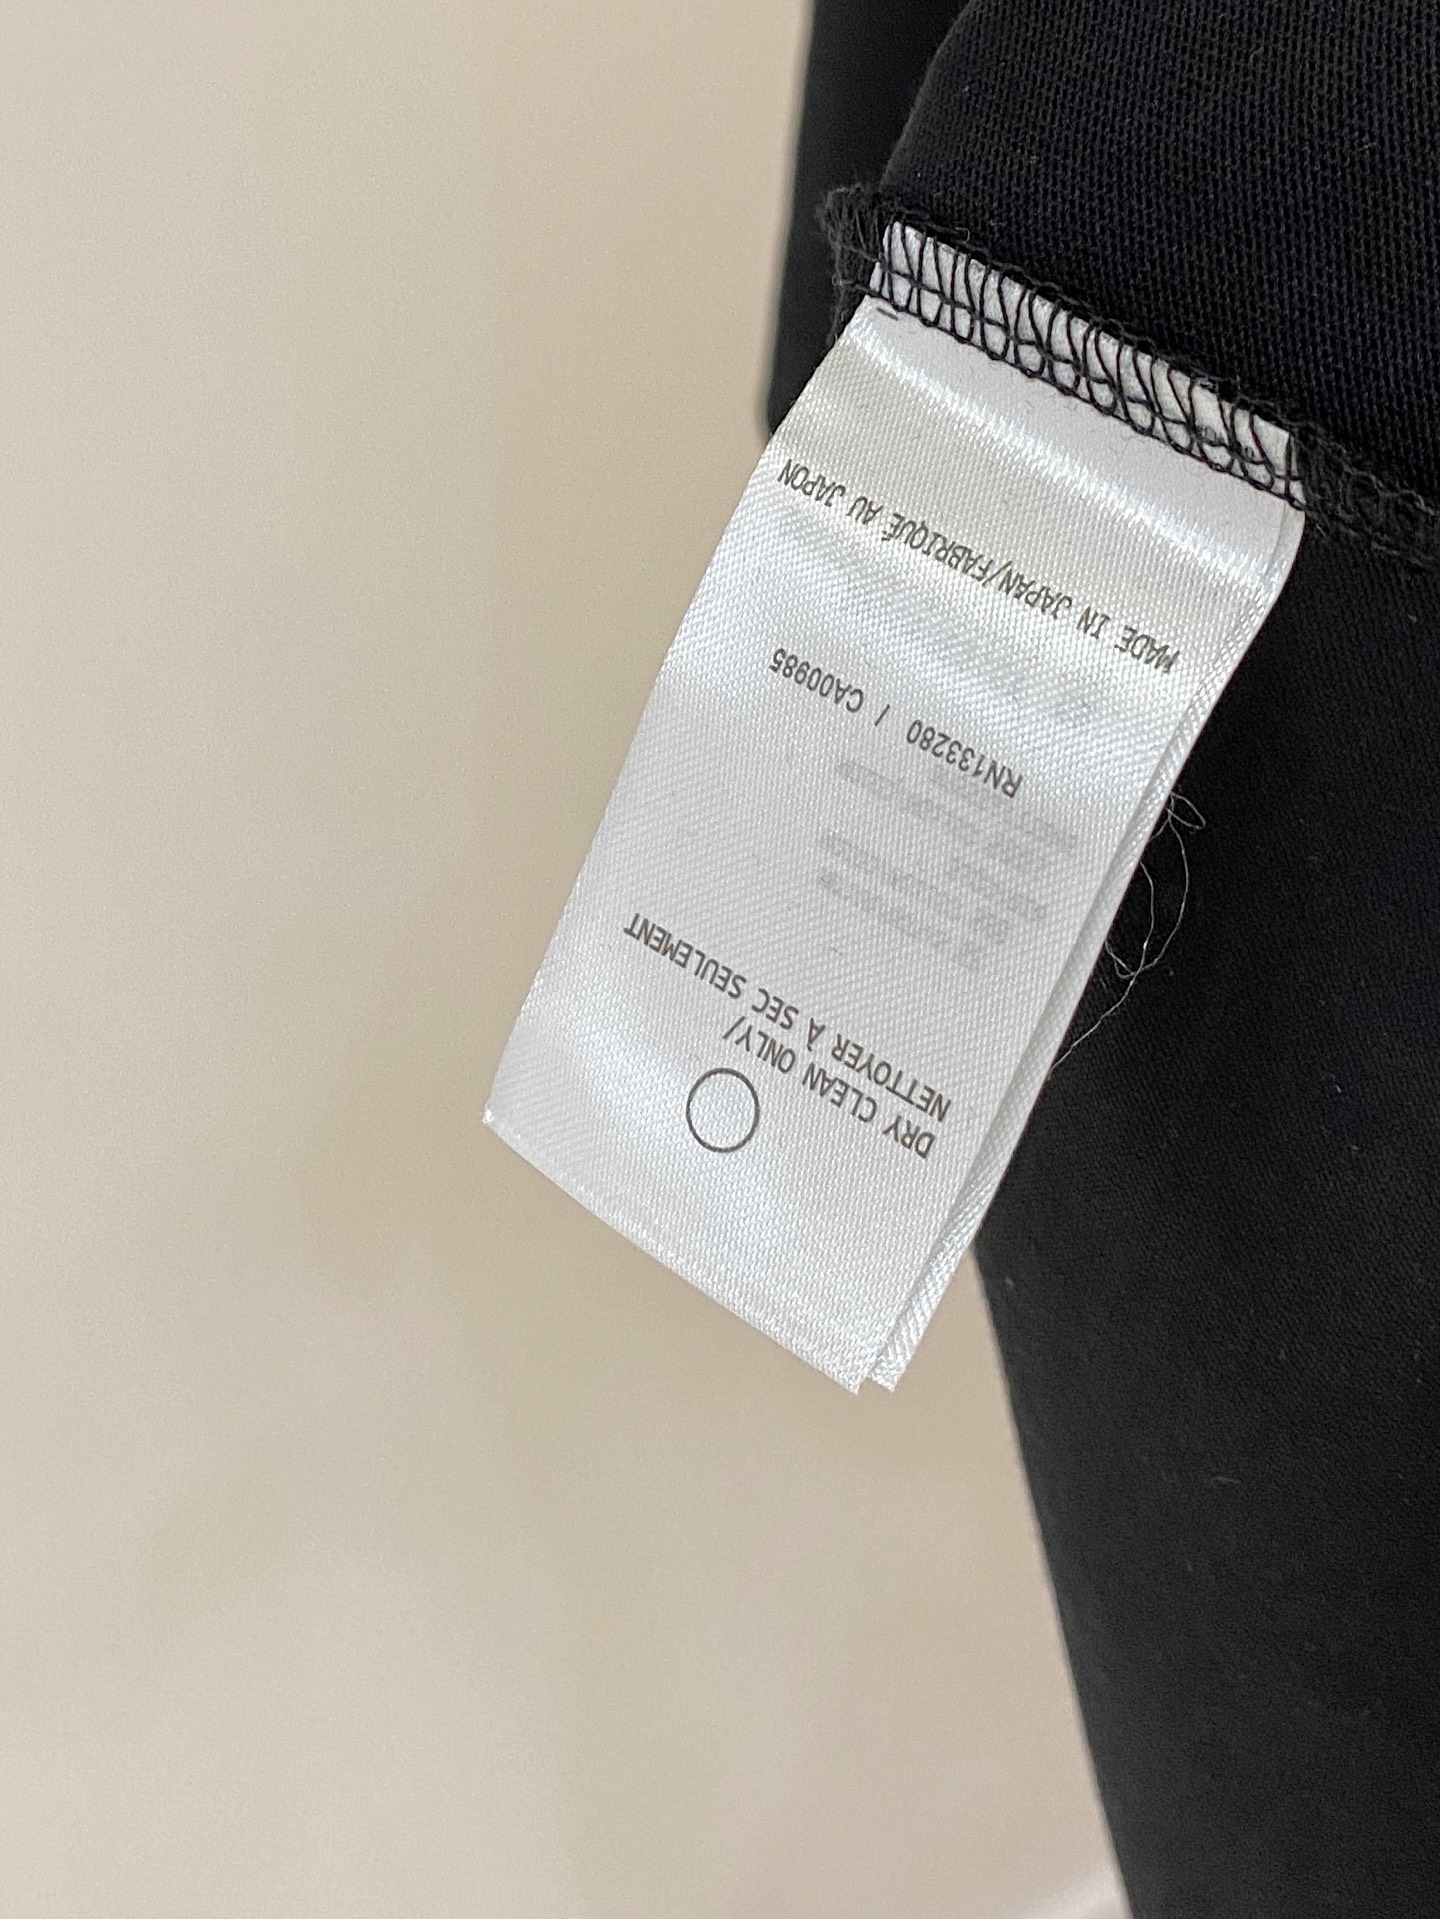 DRY CLEAN ONLY/
NETTOYER À SEC SEULEMENT
RN133280 / CA00985
MADE IN JAPAN/FABRIQUÉ AU JAPON